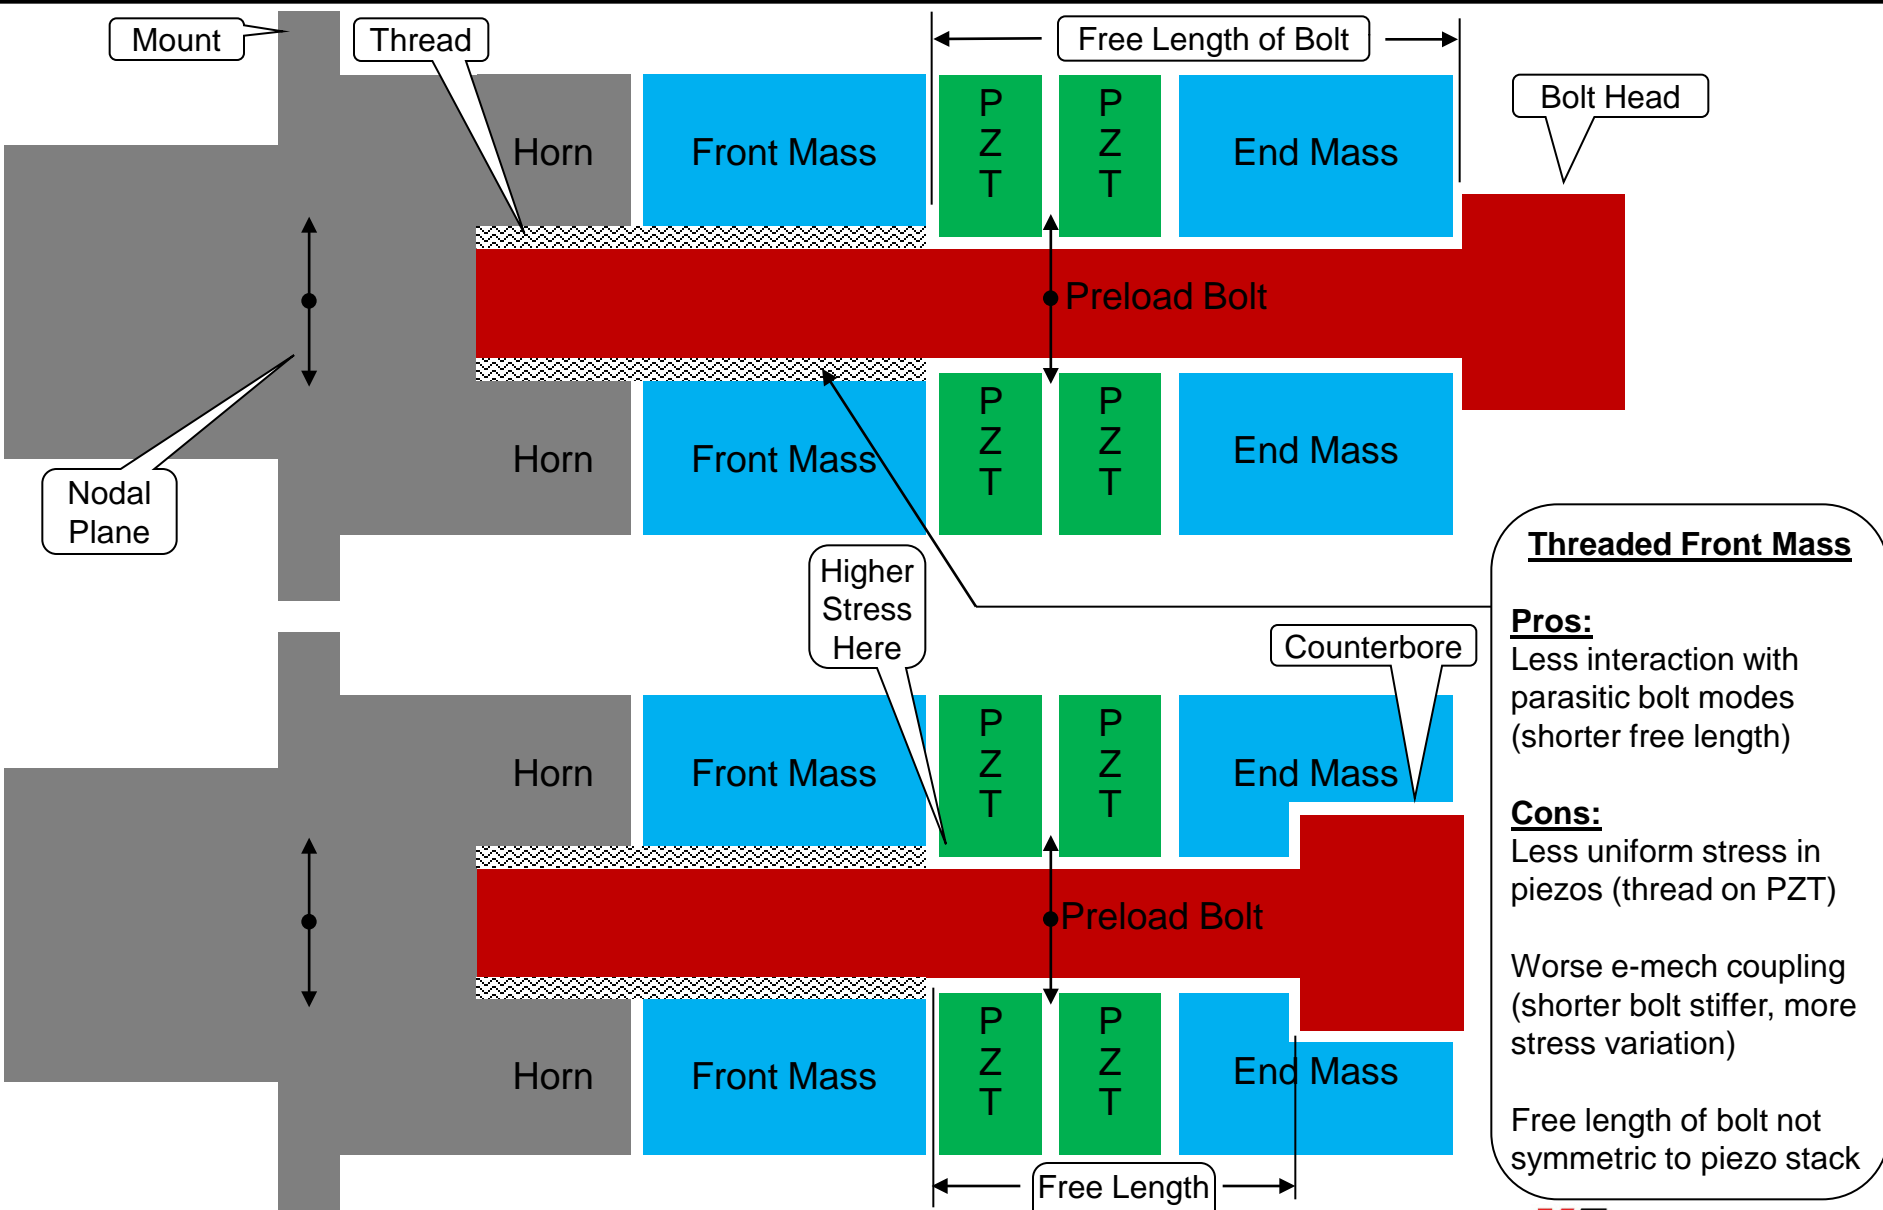 Mount
Thread
Free Length of Bolt
Bolt Head
P
Z
T
P
Z
T
Horn
Front Mass
End Mass
Preload Bolt
P
Z
T
P
Z
T
Horn
Front Mass
End Mass
Nodal
Plane
Higher
Stress
Here
Counterbore
P
Z
T
P
Z
T
Horn
Front Mass
End Mass
Preload Bolt
P
Z
T
P
Z
T
Horn
Front Mass
End Mass
Free Length
Threaded Front Mass
Pros:
Less interaction with
parasitic bolt modes
(shorter free length)
Cons:
Less uniform stress in
piezos (thread on PZT)
Worse e-mech coupling
(shorter bolt stiffer, more
stress variation)
Free length of bolt not
symmetric to piezo stack